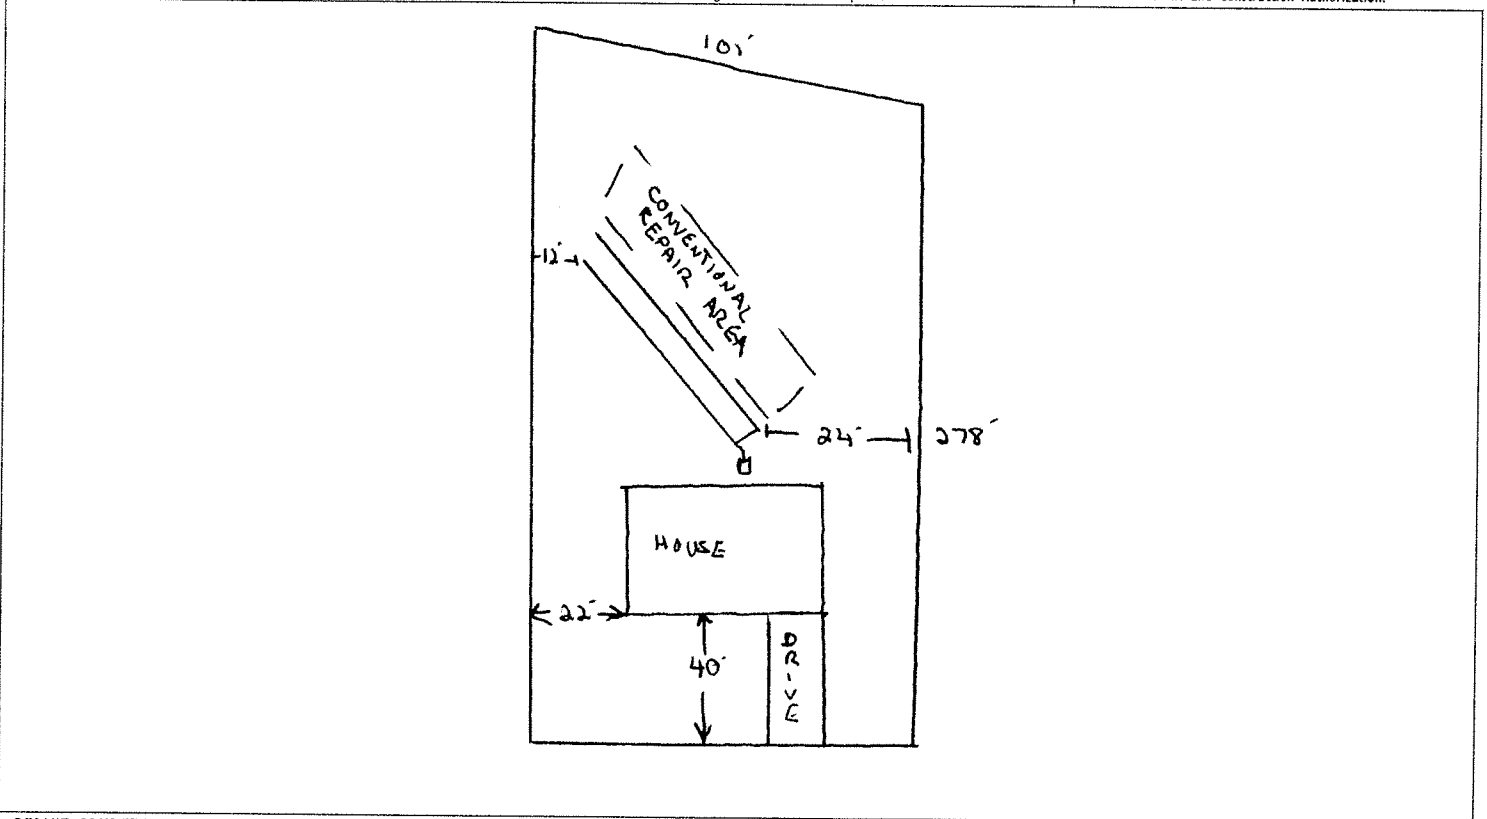 101'
CONVENTIONAL
REPAIR AREA
12'
24'
278'
HOUSE
22'
40'
DRIVE